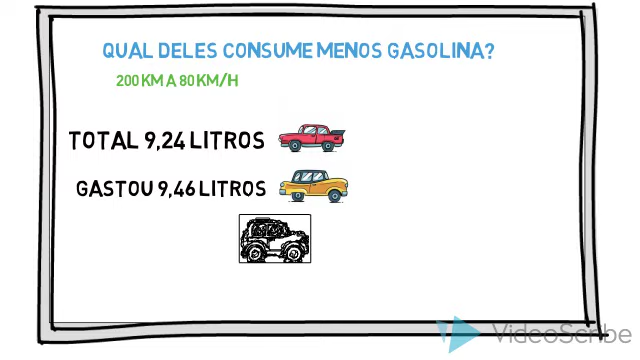 QUAL DELES CONSUME MENOS GASOLINA?
200 KM A 80 KM/H
TOTAL 9,24 LITROS
GASTOU 9,46 LITROS
VideoScribe